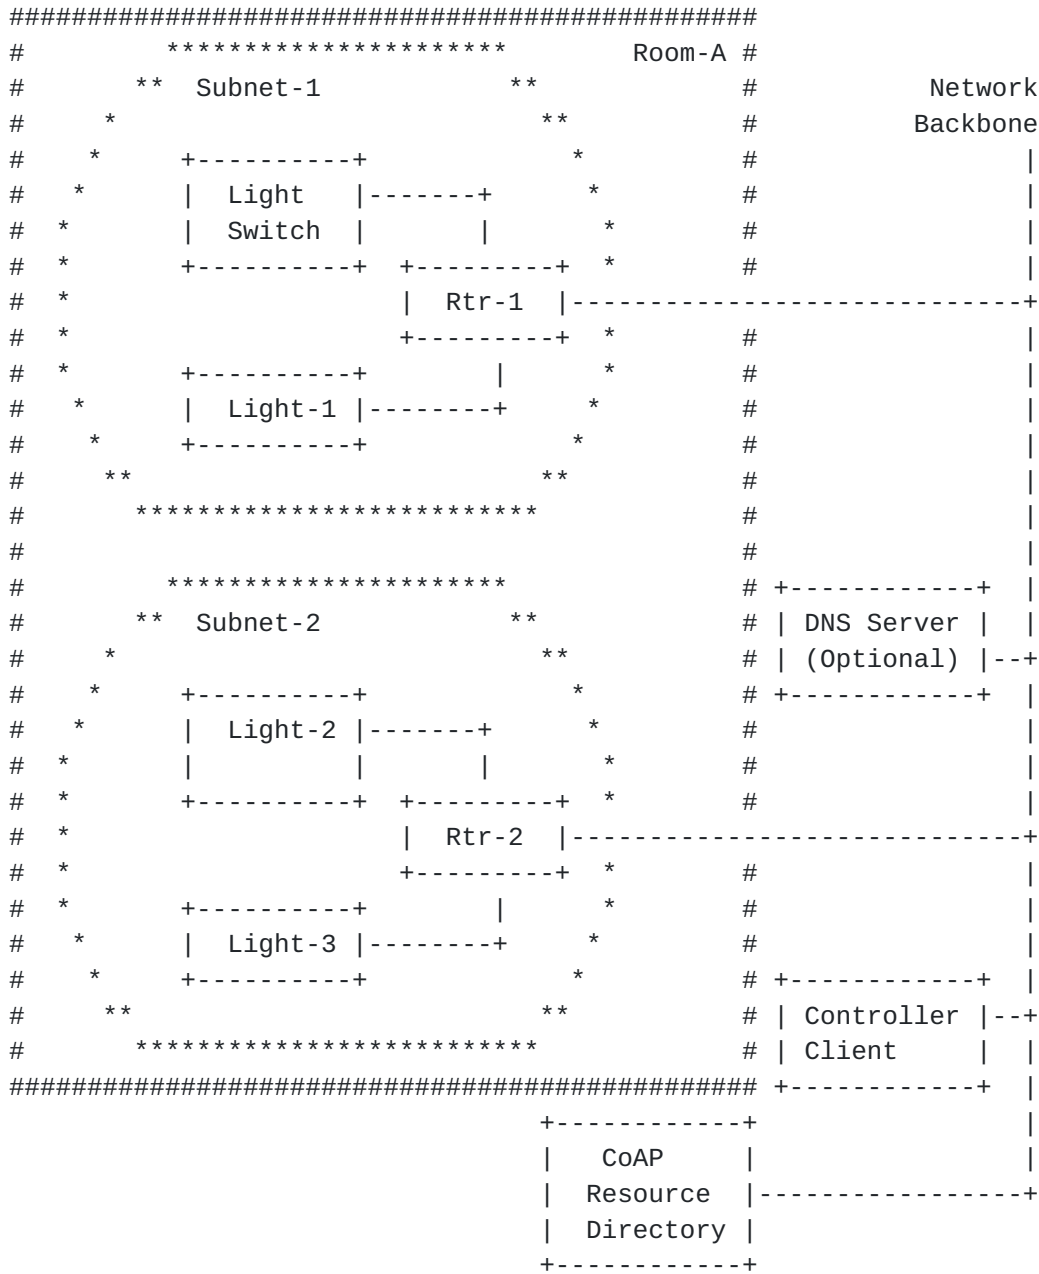 Room-A
Subnet-1 Network
Backbone
Light
Switch
Rtr-1
Light-1
Subnet-2 DNS Server
(Optional)
Light-2
Rtr-2
Light-3
Controller
Client
CoAP
Resource
Directory